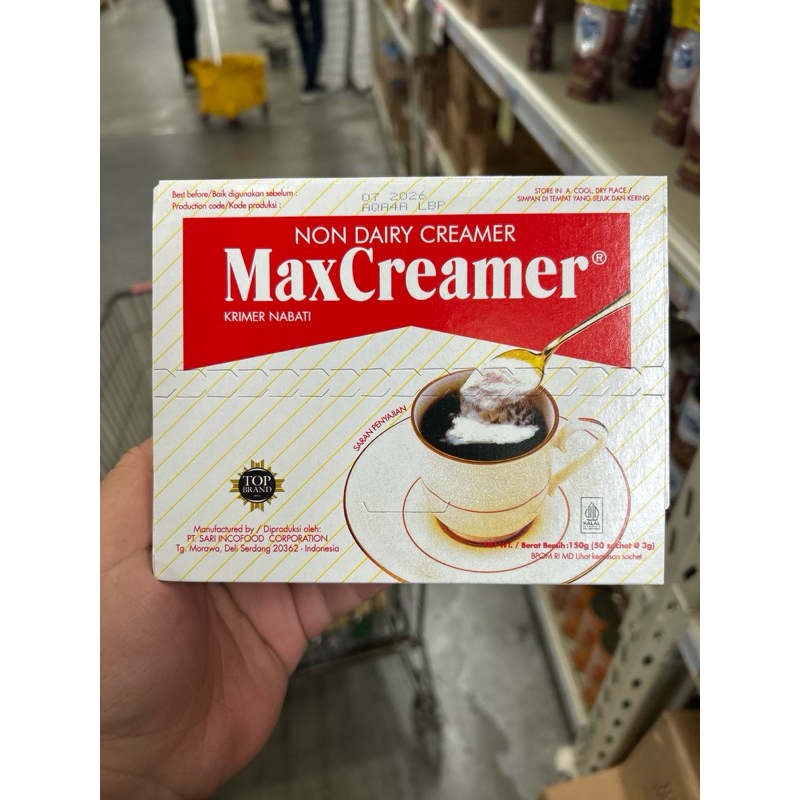 Best before/Baik digunakan sebelum : 07 2026
Production code/Kode produksi : AQA4A LBP
STORE IN A COOL, DRY PLACE /
SIMPAN DI TEMPAT YANG SEJUK DAN KERING
NON DAIRY CREAMER
MaxCreamer®
KRIMER NABATI
SARAN PENYAJIAN
TOP
BRAND
HALAL
Manufactured by / Diproduksi oleh:
PT. SARI INCOFOOD CORPORATION
Tg. Morawa, Deli Serdang 20362 - Indonesia
/ Berat Bersih :150g (50 sachet @ 3g)
BPOM RI MD Lihat kemasan sachet